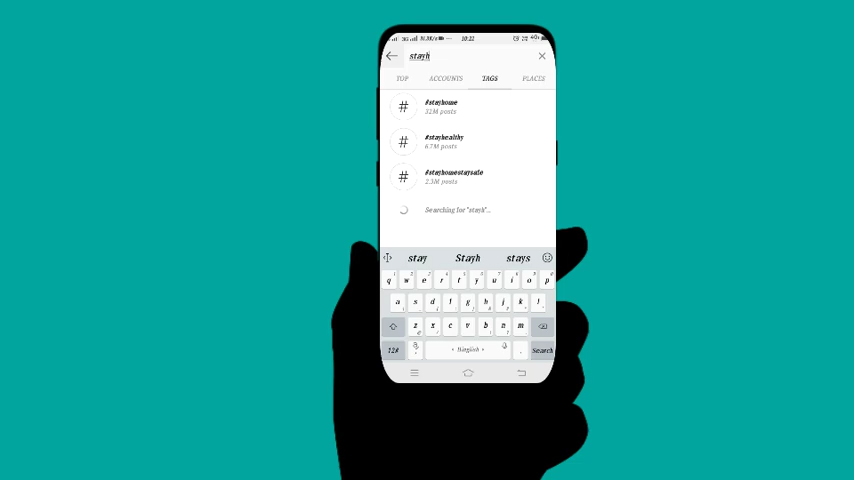 10:22
stayh
TOP ACCOUNTS TAGS PLACES
#stayhome
32M posts
#stayhealthy
6.7M posts
#stayhomestaysafe
2.3M posts
Searching for "stayh"...
stay Stayh stays
q w e r t y u i o p
a s d f g h j k l
z x c v b n m
12# Hinglish . Search